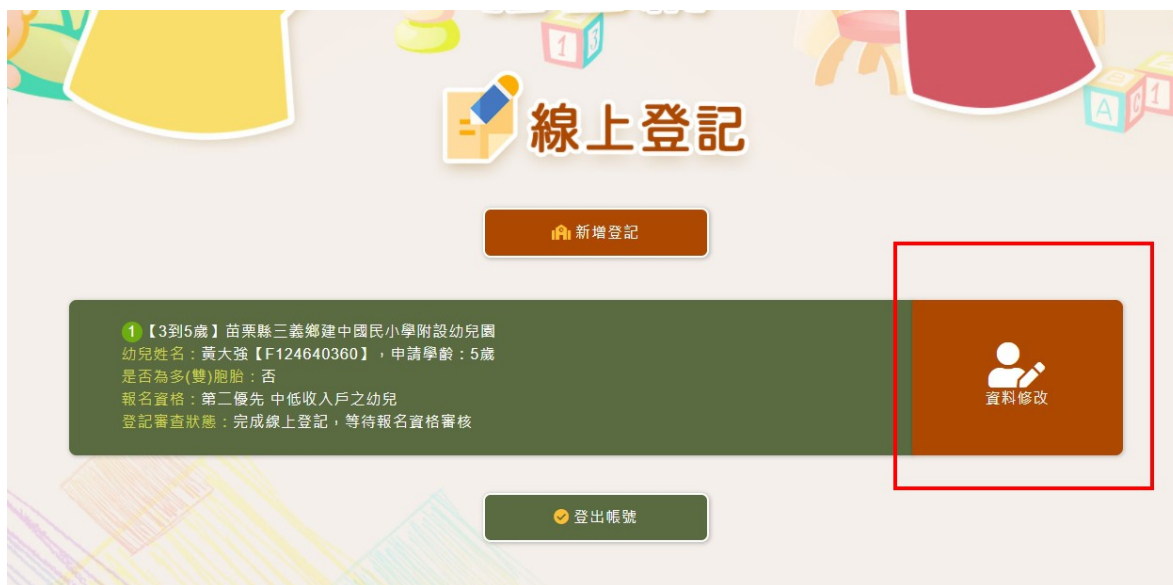 1 3
A C 1
線上登記
新增登記
1 【3到5歲】苗栗縣三義鄉建中國民小學附設幼兒園
幼兒姓名：黃大強【F124640360】，申請學齡：5歲
是否為多(雙)胞胎：否
報名資格：第二優先 中低收入戶之幼兒
登記審查狀態：完成線上登記，等待報名資格審核
資料修改
登出帳號